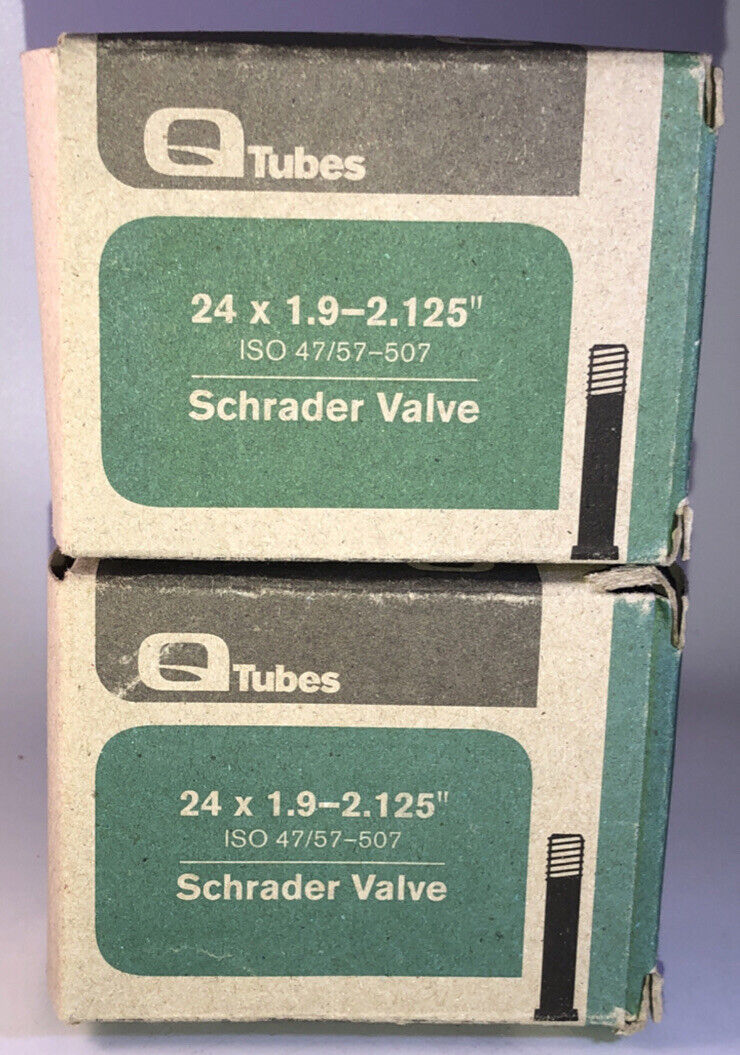 Q Tubes
24 x 1.9–2.125"
ISO 47/57–507
Schrader Valve
Q Tubes
24 x 1.9–2.125"
ISO 47/57–507
Schrader Valve